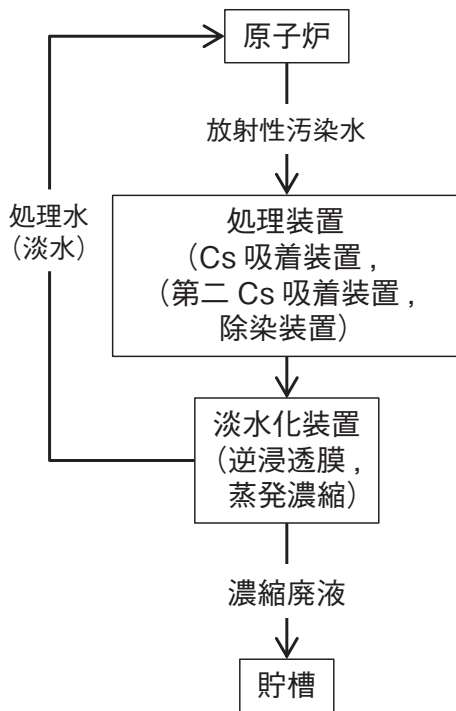 原子炉
放射性汚染水
処理水
（淡水）
処理装置
（Cs 吸着装置，
（第二 Cs 吸着装置，
除染装置）
淡水化装置
（逆浸透膜，
蒸発濃縮）
濃縮廃液
貯槽